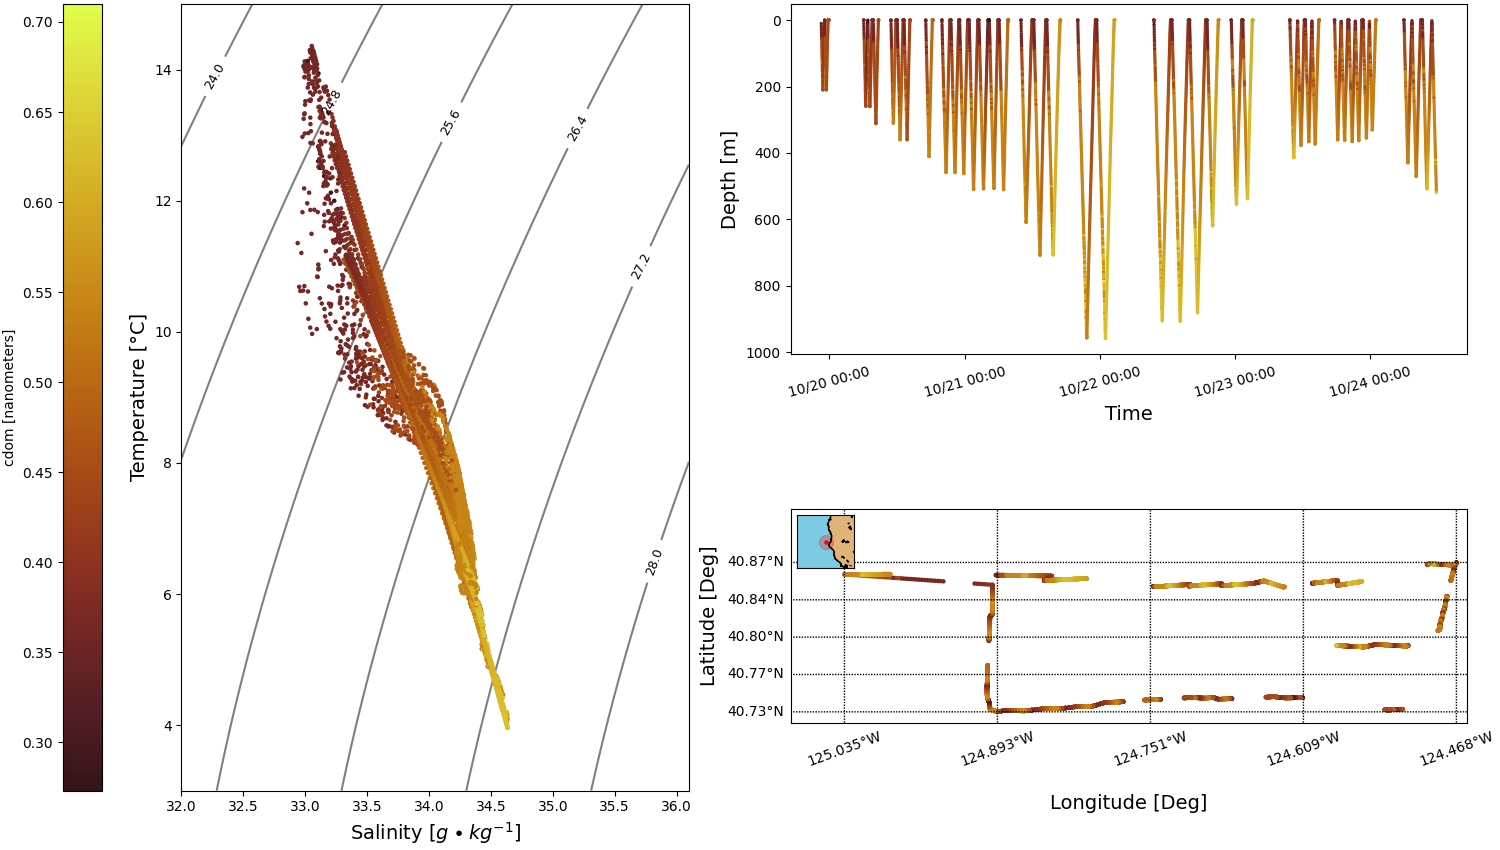 0.70
0.65
0.60
0.55
0.50
0.45
0.40
0.35
0.30
cdom [nanometers]
14
12
10
8
6
4
Temperature [°C]
32.0 32.5 33.0 33.5 34.0 34.5 35.0 35.5 36.0
Salinity [g • kg⁻¹]
24.0
24.8
25.6
26.4
27.2
28.0
0
200
400
600
800
1000
Depth [m]
10/20 00:00 10/21 00:00 10/22 00:00 10/23 00:00 10/24 00:00
Time
40.87°N
40.84°N
40.80°N
40.77°N
40.73°N
Latitude [Deg]
125.035°W 124.893°W 124.751°W 124.609°W 124.468°W
Longitude [Deg]